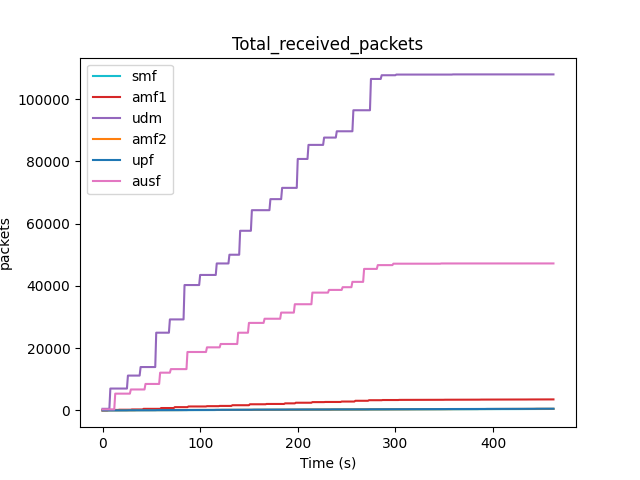 Total_received_packets
smf
amf1
udm
amf2
upf
ausf
packets
100000
80000
60000
40000
20000
0
0 100 200 300 400
Time (s)